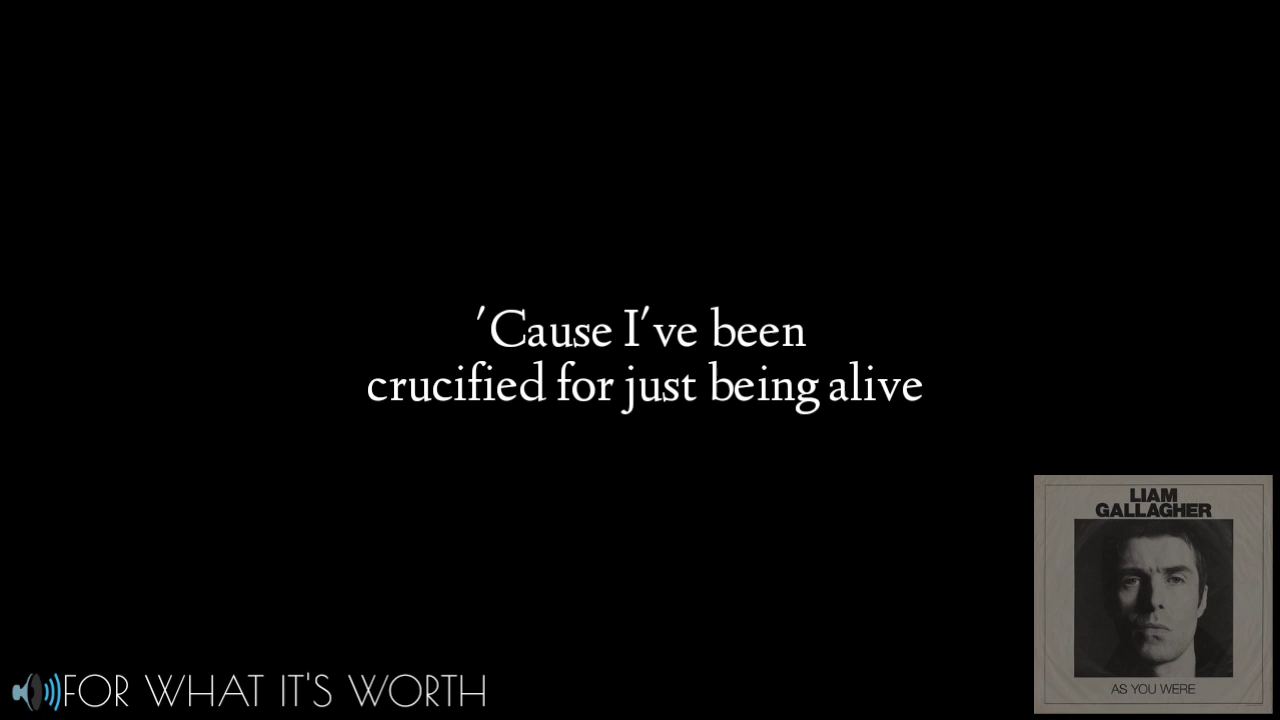 'Cause I've been
crucified for just being alive
LIAM
GALLAGHER
AS YOU WERE
FOR WHAT IT'S WORTH